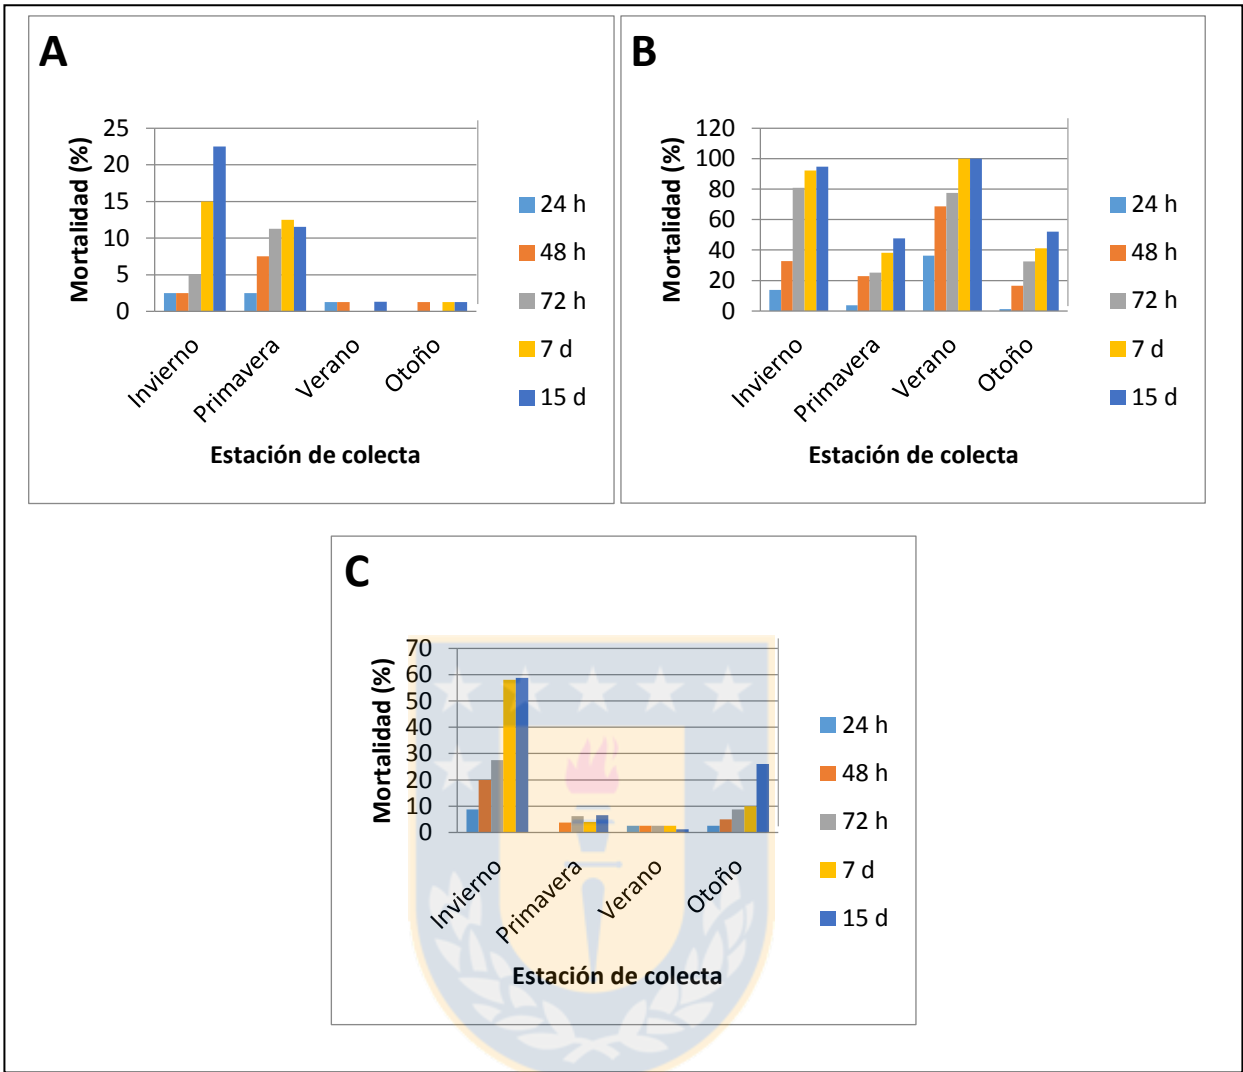 A
Mortalidad (%)
25
20
15
10
5
0
Invierno
Primavera
Verano
Otoño
Estación de colecta
24 h
48 h
72 h
7 d
15 d
B
Mortalidad (%)
120
100
80
60
40
20
0
Invierno
Primavera
Verano
Otoño
Estación de colecta
24 h
48 h
72 h
7 d
15 d
C
Mortalidad (%)
70
60
50
40
30
20
10
0
Invierno
Primavera
Verano
Otoño
Estación de colecta
24 h
48 h
72 h
7 d
15 d